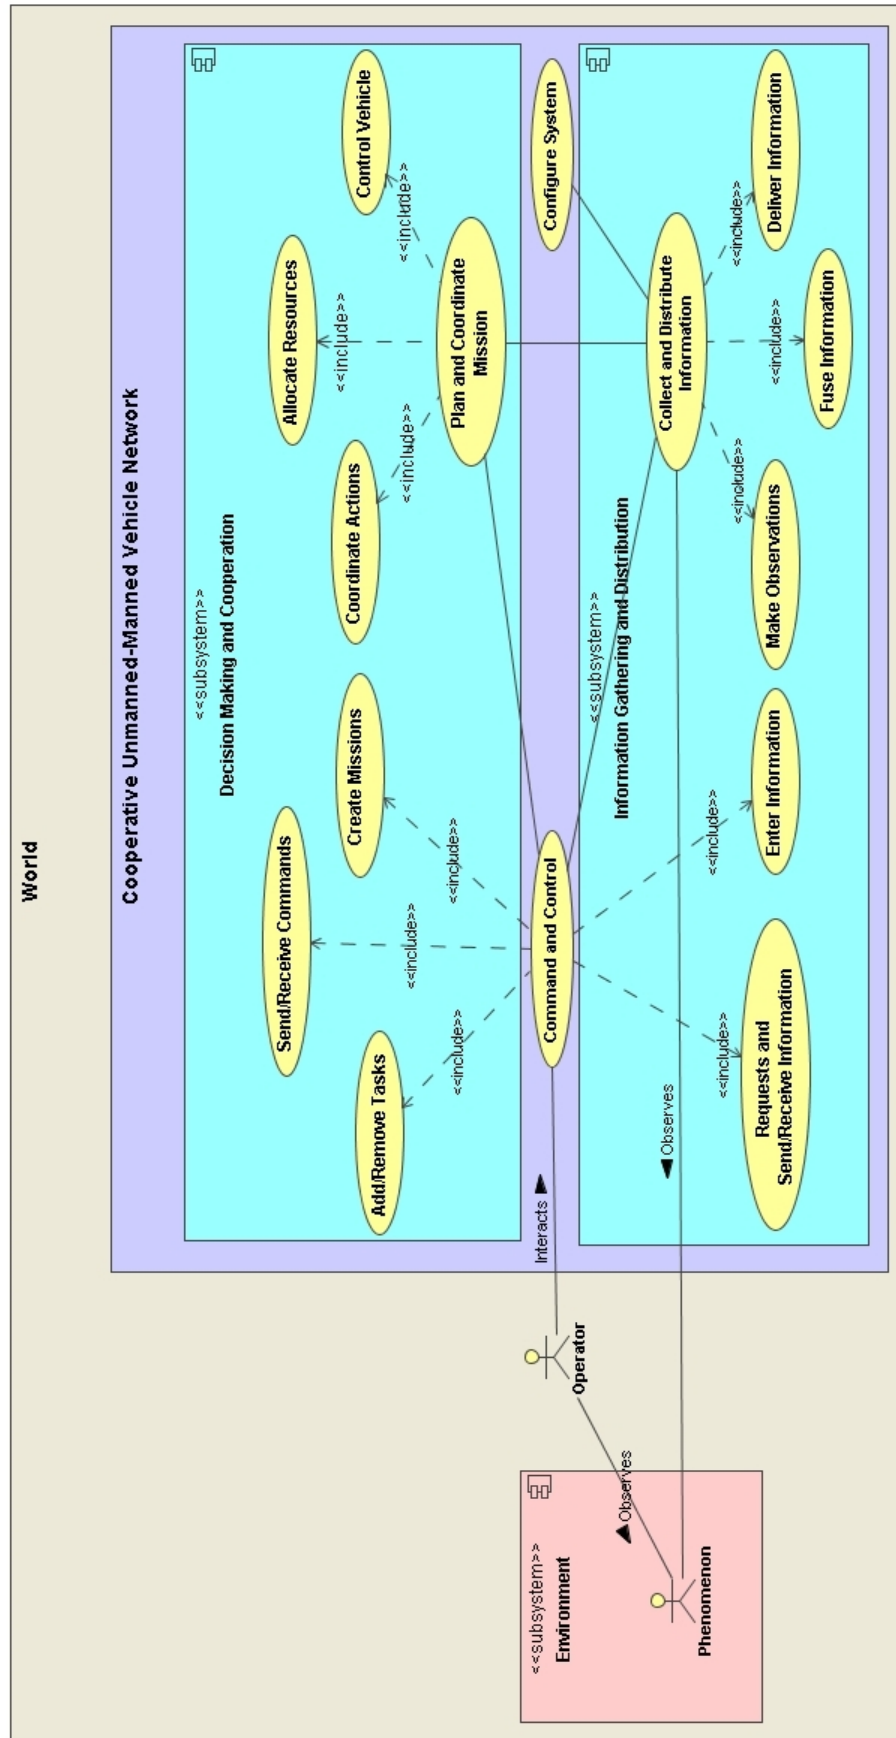 World
Cooperative Unmanned-Manned Vehicle Network
<<subsystem>>
Decision Making and Cooperation
Send/Receive Commands
Allocate Resources
Add/Remove Tasks
Create Missions
Coordinate Actions
Control Vehicle
<<include>>
<<include>>
<<include>>
<<include>>
<<include>>
<<include>>
Plan and Coordinate
Mission
Interacts
Command and Control
Configure System
Operator
<<subsystem>>
Environment
Observes
Phenomenon
<<subsystem>>
Information Gathering and Distribution
Observes
Collect and Distribute
Information
<<include>>
<<include>>
<<include>>
<<include>>
<<include>>
Requests and
Send/Receive Information
Enter Information
Make Observations
Fuse Information
Deliver Information